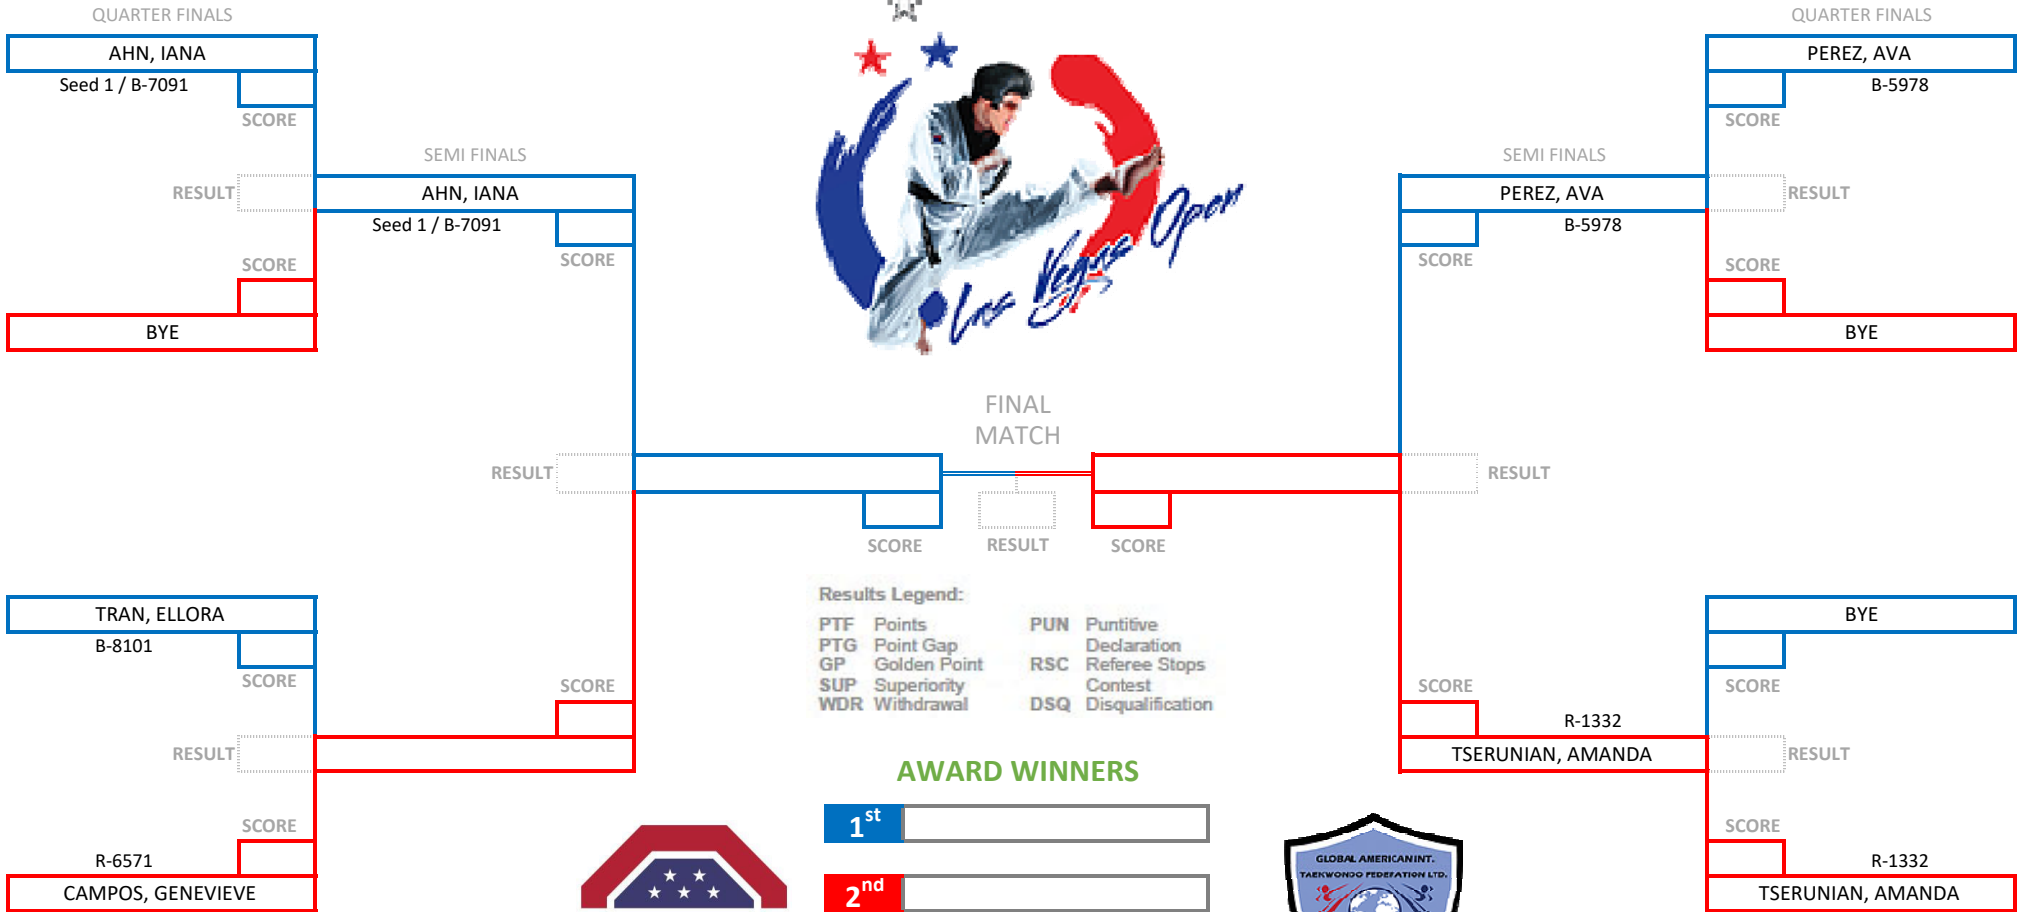 QUARTER FINALS
QUARTER FINALS
AHN, IANA
PEREZ, AVA
Seed 1 / B-7091
B-5978
SCORE
SCORE
SEMI FINALS
SEMI FINALS
RESULT
AHN, IANA
PEREZ, AVA
RESULT
Seed 1 / B-7091
B-5978
SCORE
SCORE
SCORE
SCORE
Las Vegas Open
BYE
BYE
FINAL
MATCH
RESULT
RESULT
SCORE
RESULT
SCORE
Results Legend:
PTF Points
PTG Point Gap
GP Golden Point
SUP Superiority
WDR Withdrawal
PUN Puntitive
Declaration
RSC Referee Stops
Contest
DSQ Disqualification
TRAN, ELLORA
BYE
B-8101
SCORE
SCORE
SCORE
SCORE
R-1332
RESULT
TSERUNIAN, AMANDA
RESULT
AWARD WINNERS
1st
SCORE
SCORE
R-6571
R-1332
CAMPOS, GENEVIEVE
2nd
TSERUNIAN, AMANDA
GLOBAL AMERICAN INT.
TAEKWONDO FEDERATION LTD.